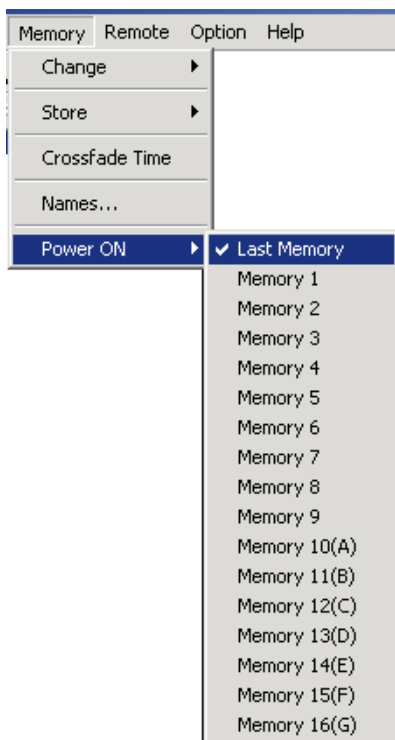 Memory Remote Option Help
Change
Store
Crossfade Time
Names...
Power ON
Last Memory
Memory 1
Memory 2
Memory 3
Memory 4
Memory 5
Memory 6
Memory 7
Memory 8
Memory 9
Memory 10(A)
Memory 11(B)
Memory 12(C)
Memory 13(D)
Memory 14(E)
Memory 15(F)
Memory 16(G)